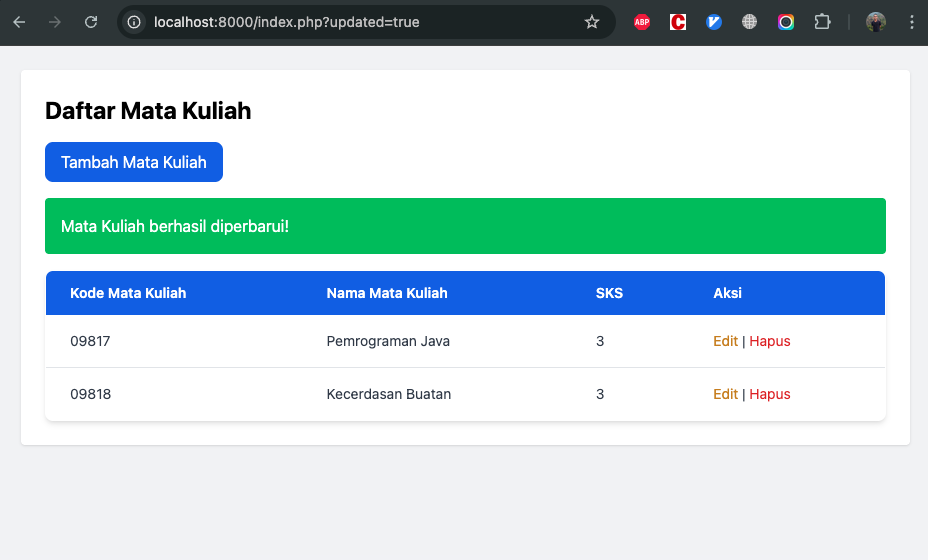 localhost:8000/index.php?updated=true
ABP
C
Daftar Mata Kuliah
Tambah Mata Kuliah
Mata Kuliah berhasil diperbarui!
Kode Mata Kuliah Nama Mata Kuliah SKS Aksi
09817 Pemrograman Java 3 Edit | Hapus
09818 Kecerdasan Buatan 3 Edit | Hapus